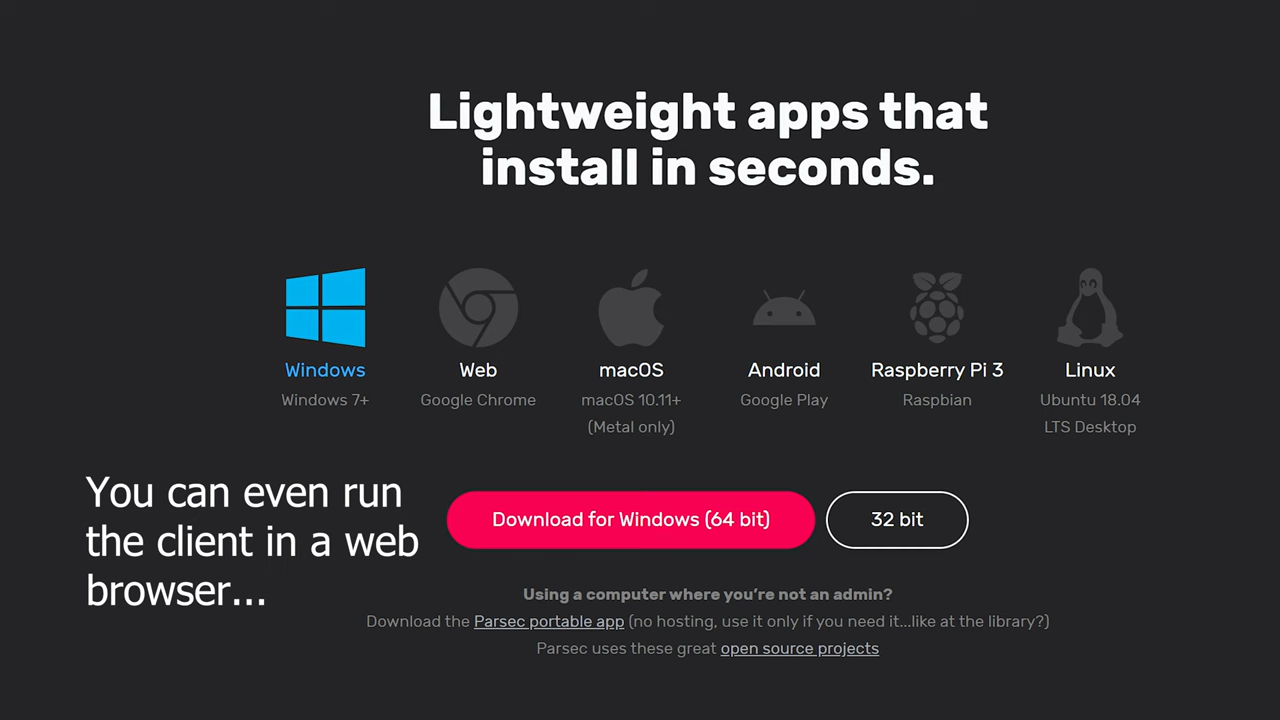 Lightweight apps that
install in seconds.
Windows
Windows 7+
Web
Google Chrome
macOS
macOS 10.11+
(Metal only)
Android
Google Play
Raspberry Pi 3
Raspbian
Linux
Ubuntu 18.04
LTS Desktop
You can even run
the client in a web
browser...
Download for Windows (64 bit)
32 bit
Using a computer where you’re not an admin?
Download the Parsec portable app (no hosting, use it only if you need it...like at the library?)
Parsec uses these great open source projects